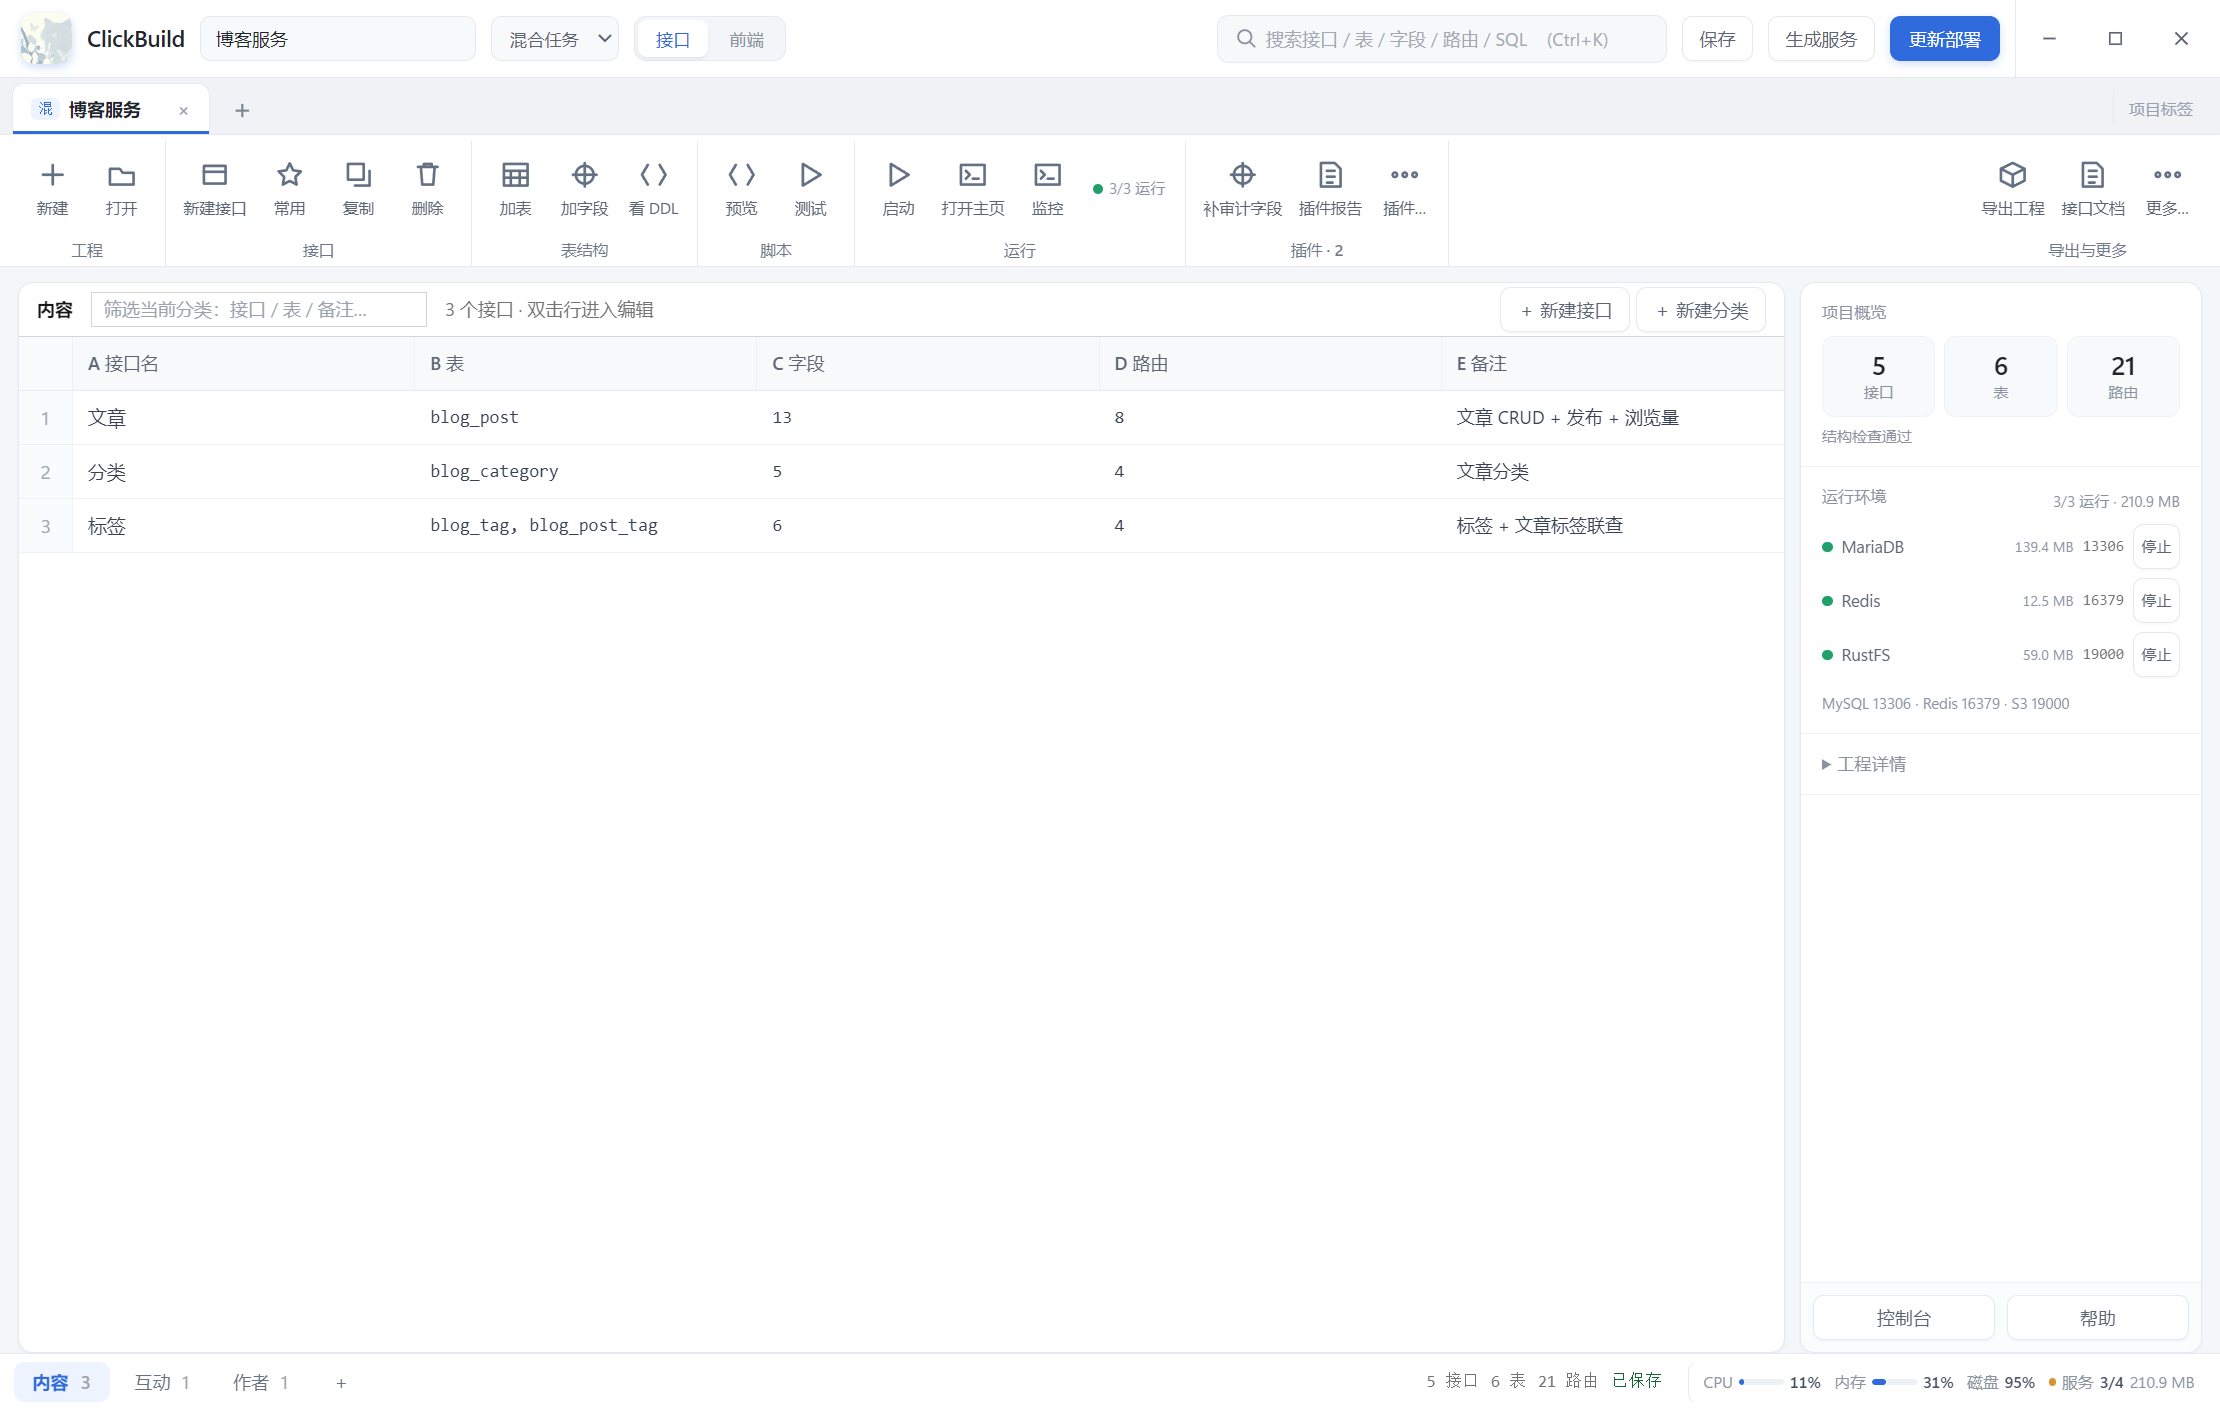 ClickBuild 博客服务 混合任务 接口 前端 搜索接口 / 表 / 字段 / 路由 / SQL (Ctrl+K) 保存 生成服务 更新部署
混 博客服务 × + 项目标签
新建 打开 新建接口 常用 复制 删除 加表 加字段 看 DDL 预览 测试 启动 打开主页 监控 3/3 运行 补审计字段 插件报告 插件... 导出工程 接口文档 更多...
工程 接口 表结构 脚本 运行 插件 · 2 导出与更多
内容 筛选当前分类：接口 / 表 / 备注... 3 个接口 · 双击行进入编辑 + 新建接口 + 新建分类
A 接口名 B 表 C 字段 D 路由 E 备注
1 文章 blog_post 13 8 文章 CRUD + 发布 + 浏览量
2 分类 blog_category 5 4 文章分类
3 标签 blog_tag, blog_post_tag 6 4 标签 + 文章标签联查
项目概览
5 6 21
接口 表 路由
结构检查通过
运行环境 3/3 运行 · 210.9 MB
MariaDB 139.4 MB 13306 停止
Redis 12.5 MB 16379 停止
RustFS 59.0 MB 19000 停止
MySQL 13306 · Redis 16379 · S3 19000
▶ 工程详情
控制台 帮助
内容 3 互动 1 作者 1 + 5 接口 6 表 21 路由 已保存 CPU 11% 内存 31% 磁盘 95% 服务 3/4 210.9 MB